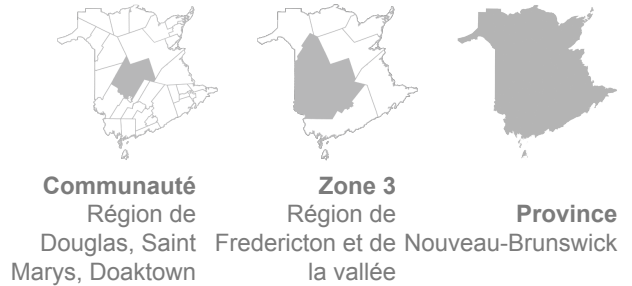 Communauté
Région de
Douglas, Saint
Marys, Doaktown
Zone 3
Région de
Fredericton et de
la vallée
Province
Nouveau-Brunswick